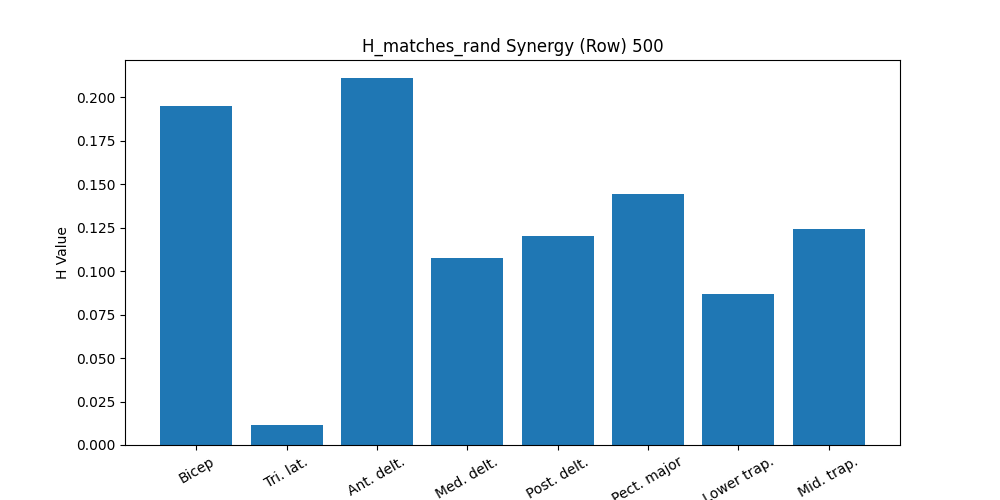 H_matches_rand Synergy (Row) 500
0.200
0.175
0.150
0.125
0.100
0.075
0.050
0.025
0.000
H Value
Bicep
Tri. lat.
Ant. delt.
Med. delt.
Post. delt.
Pect. major
Lower trap.
Mid. trap.